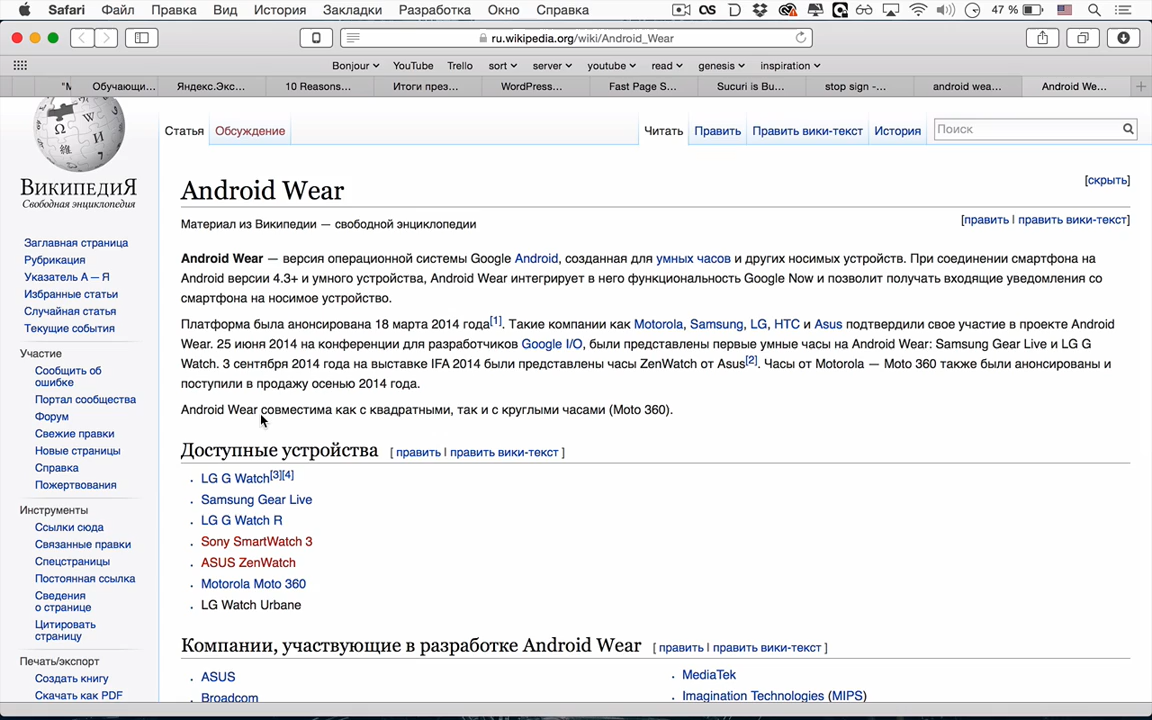 Safari Файл Правка Вид История Закладки Разработка Окно Справка
47 %
ru.wikipedia.org/wiki/Android_Wear
Bonjour YouTube Trello sort server youtube read genesis inspiration
"М Обучающи... Яндекс.Экс... 10 Reasons... Итоги през... WordPress... Fast Page S... Sucuri is Bu... stop sign -... android wea... Android We...
Статья Обсуждение Читать Править Править вики-текст История Поиск
ВИКИПЕДИЯ
Свободная энциклопедия
Заглавная страница
Рубрикация
Указатель А — Я
Избранные статьи
Случайная статья
Текущие события
Участие
Сообщить об
ошибке
Портал сообщества
Форум
Свежие правки
Новые страницы
Справка
Пожертвования
Инструменты
Ссылки сюда
Связанные правки
Спецстраницы
Постоянная ссылка
Сведения
о странице
Цитировать
страницу
Печать/экспорт
Создать книгу
Скачать как PDF
[скрыть]
Android Wear
Материал из Википедии — свободной энциклопедии
[править | править вики-текст]
Android Wear — версия операционной системы Google Android, созданная для умных часов и других носимых устройств. При соединении смартфона на
Android версии 4.3+ и умного устройства, Android Wear интегрирует в него функциональность Google Now и позволит получать входящие уведомления со
смартфона на носимое устройство.
Платформа была анонсирована 18 марта 2014 года[1]. Такие компании как Motorola, Samsung, LG, HTC и Asus подтвердили свое участие в проекте Android
Wear. 25 июня 2014 на конференции для разработчиков Google I/O, были представлены первые умные часы на Android Wear: Samsung Gear Live и LG G
Watch. 3 сентября 2014 года на выставке IFA 2014 были представлены часы ZenWatch от Asus[2]. Часы от Motorola — Moto 360 также были анонсированы и
поступили в продажу осенью 2014 года.
Android Wear совместима как с квадратными, так и с круглыми часами (Moto 360).
Доступные устройства [ править | править вики-текст ]
LG G Watch[3][4]
Samsung Gear Live
LG G Watch R
Sony SmartWatch 3
ASUS ZenWatch
Motorola Moto 360
LG Watch Urbane
Компании, участвующие в разработке Android Wear [ править | править вики-текст ]
ASUS
Broadcom
MediaTek
Imagination Technologies (MIPS)